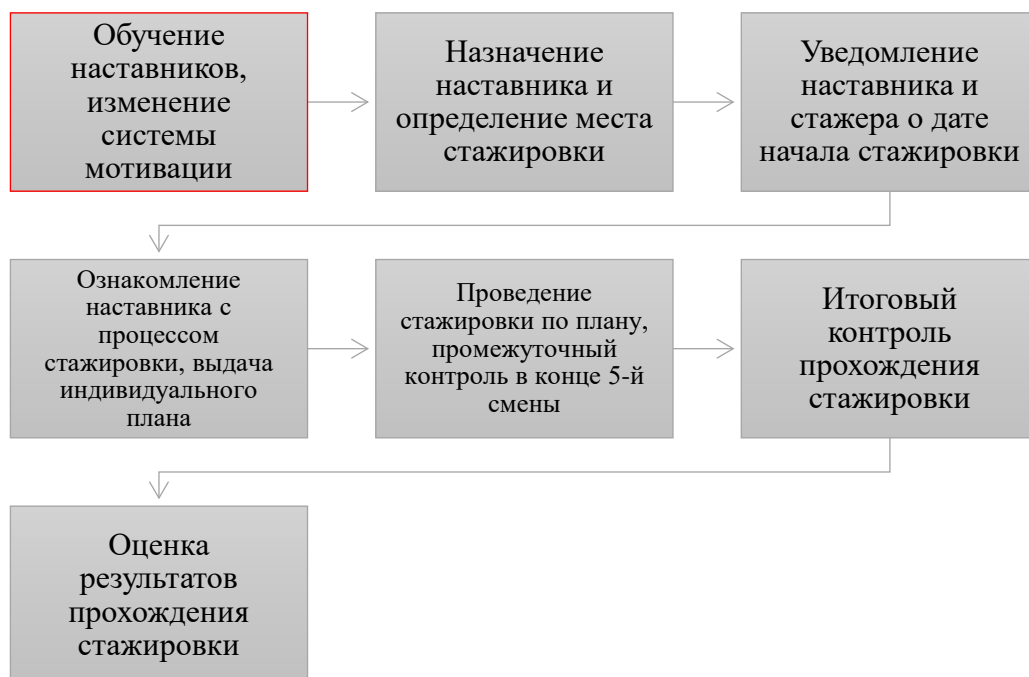 Обучение
наставников,
изменение
системы
мотивации
Назначение
наставника и
определение места
стажировки
Уведомление
наставника и
стажера о дате
начала стажировки
Ознакомление
наставника с
процессом
стажировки, выдача
индивидуального
плана
Проведение
стажировки по плану,
промежуточный
контроль в конце 5-й
смены
Итоговый
контроль
прохождения
стажировки
Оценка
результатов
прохождения
стажировки